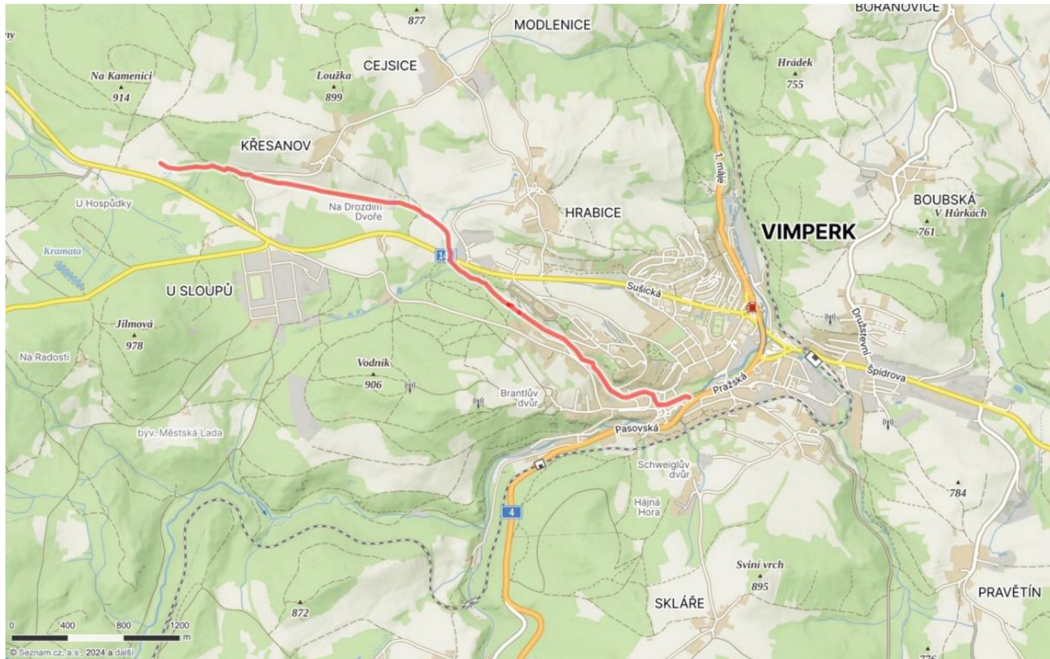 877
MODLENICE
BORANOVICE
CEJSICE
Na Kamenici
914
Loužka
899
Hrádek
755
KŘESANOV
1. máje
U Hospůdky
Na Drozdím
Dvoře
HRABICE
BOUBSKÁ
V Hůrkách
761
VIMPERK
Kramata
U SLOUPŮ
Sušická
Jilmová
978
Družstevní
Na Radosti
Vodník
906
Špidrova
Brantlův
dvůr
Pražská
Pasovská
býv. Městská Lada
Schweiglův
dvůr
784
Hájná
Hora
4
Sviní vrch
895
872
SKLÁŘE
PRAVĚTÍN
0 400 800 1200
m
© Seznam.cz, a.s., 2024 a další